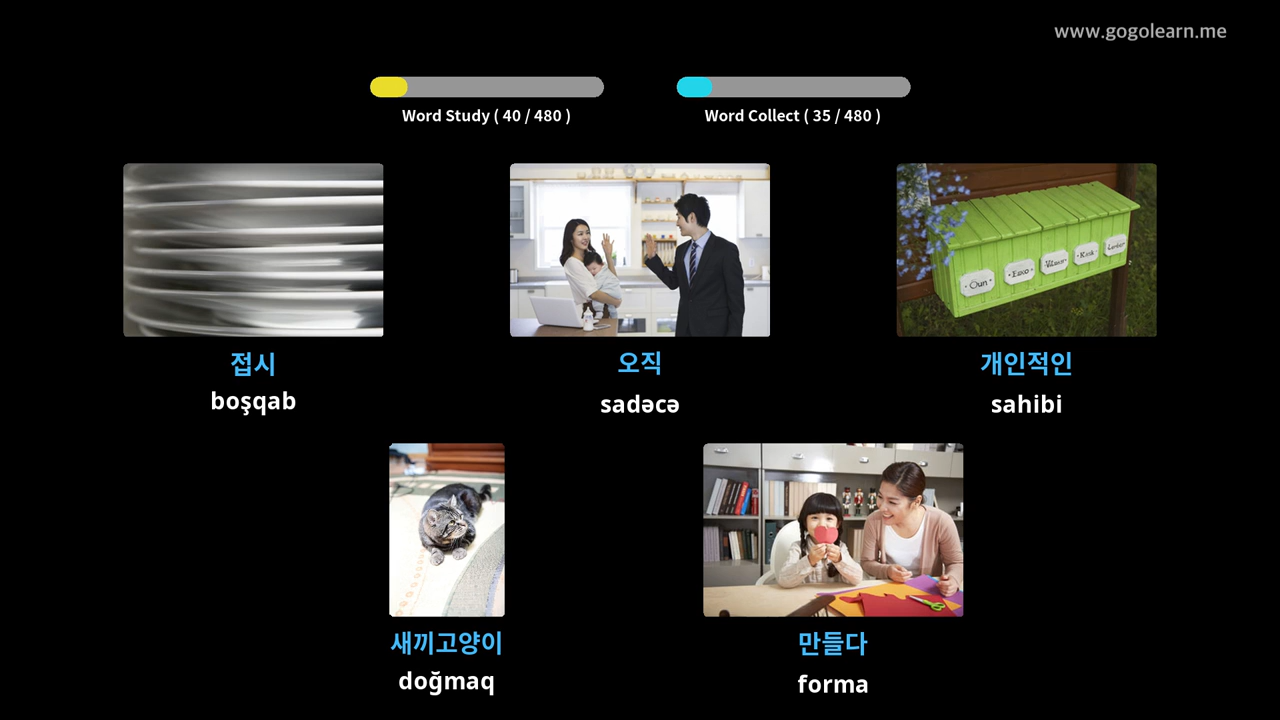 www.gogolearn.me
Word Study ( 40 / 480 )
Word Collect ( 35 / 480 )
접시
boşqab
오직
sadəcə
개인적인
sahibi
새끼고양이
doğmaq
만들다
forma